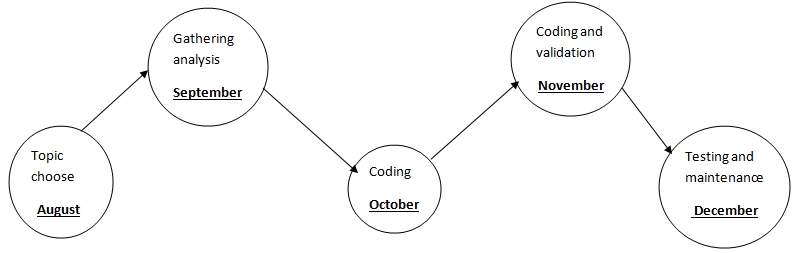 Topic
choose
August
Gathering
analysis
September
Coding
October
Coding and
validation
November
Testing and
maintenance
December